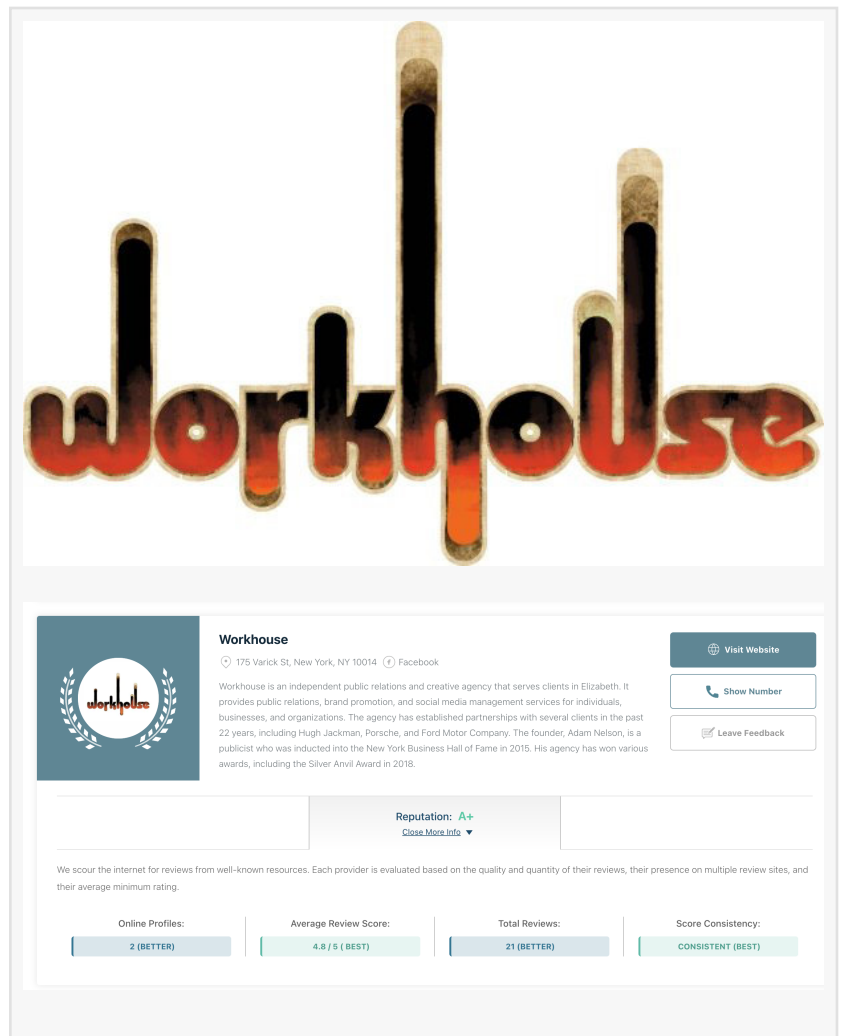 workhouse
workhouse
Workhouse
175 Varick St, New York, NY 10014 Facebook
Workhouse is an independent public relations and creative agency that serves clients in Elizabeth. It
provides public relations, brand promotion, and social media management services for individuals,
businesses, and organizations. The agency has established partnerships with several clients in the past
22 years, including Hugh Jackman, Porsche, and Ford Motor Company. The founder, Adam Nelson, is a
publicist who was inducted into the New York Business Hall of Fame in 2015. His agency has won various
awards, including the Silver Anvil Award in 2018.
Visit Website
Show Number
Leave Feedback
Reputation: A+
Close More Info
We scour the internet for reviews from well-known resources. Each provider is evaluated based on the quality and quantity of their reviews, their presence on multiple review sites, and
their average minimum rating.
Online Profiles:
2 (BETTER)
Average Review Score:
4.8 / 5 ( BEST)
Total Reviews:
21 (BETTER)
Score Consistency:
CONSISTENT (BEST)